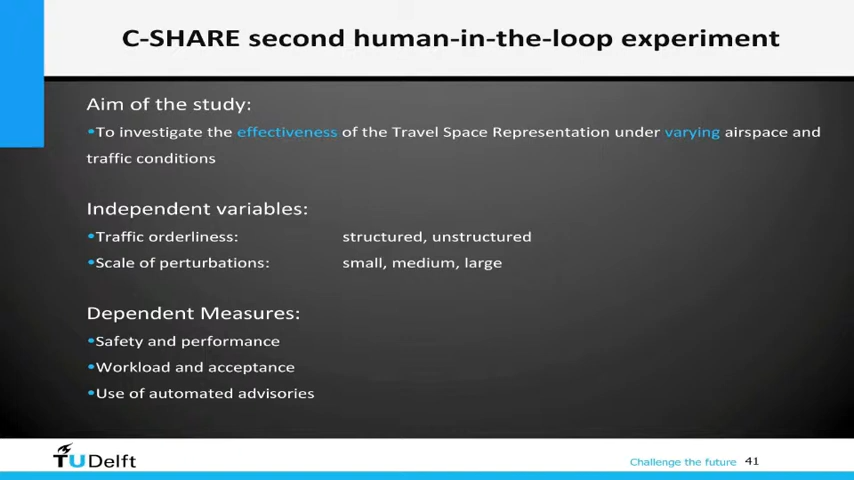 C-SHARE second human-in-the-loop experiment
Aim of the study:
•To investigate the effectiveness of the Travel Space Representation under varying airspace and
traffic conditions
Independent variables:
•Traffic orderliness: structured, unstructured
•Scale of perturbations: small, medium, large
Dependent Measures:
•Safety and performance
•Workload and acceptance
•Use of automated advisories
TUDelft
Challenge the future 41